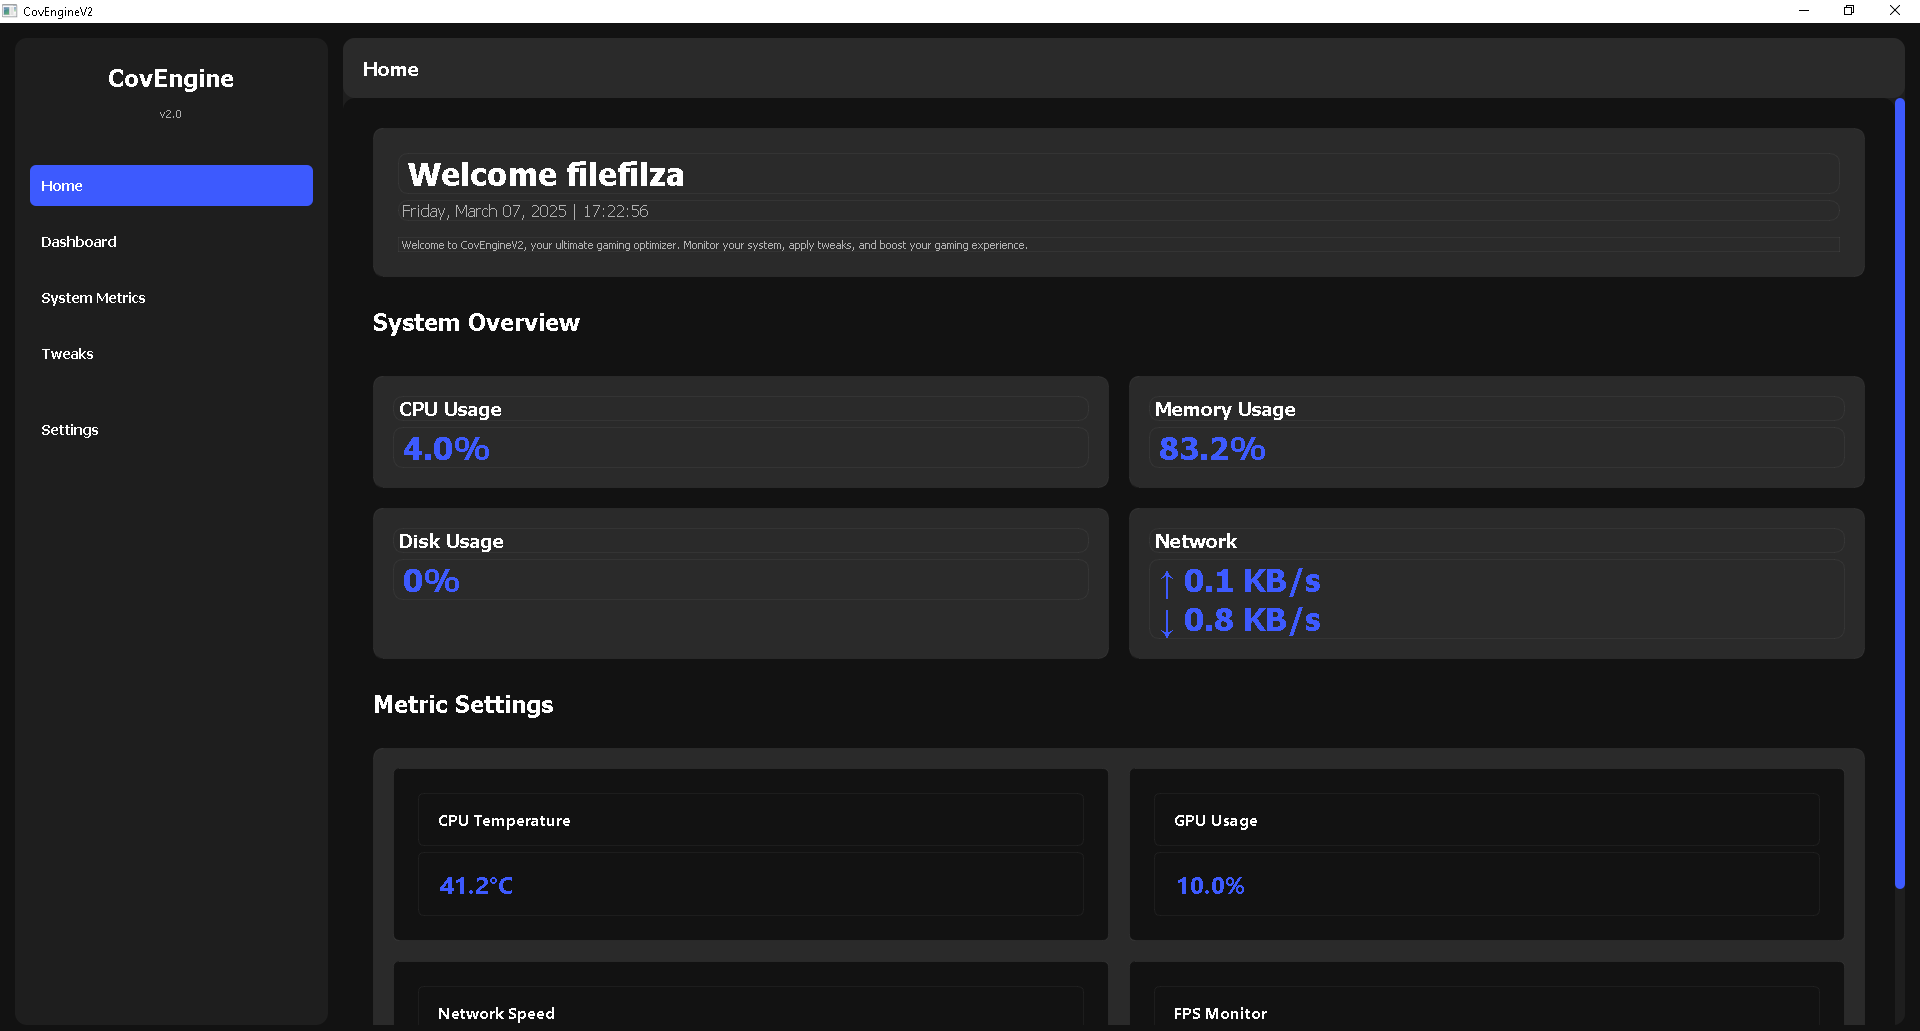 CovEngineV2
CovEngine
v2.0
Home
Dashboard
System Metrics
Tweaks
Settings
Home
Welcome filefilza
Friday, March 07, 2025 | 17:22:56
Welcome to CovEngineV2, your ultimate gaming optimizer. Monitor your system, apply tweaks, and boost your gaming experience.
System Overview
CPU Usage
4.0%
Memory Usage
83.2%
Disk Usage
0%
Network
↑ 0.1 KB/s
↓ 0.8 KB/s
Metric Settings
CPU Temperature
41.2°C
GPU Usage
10.0%
Network Speed
FPS Monitor